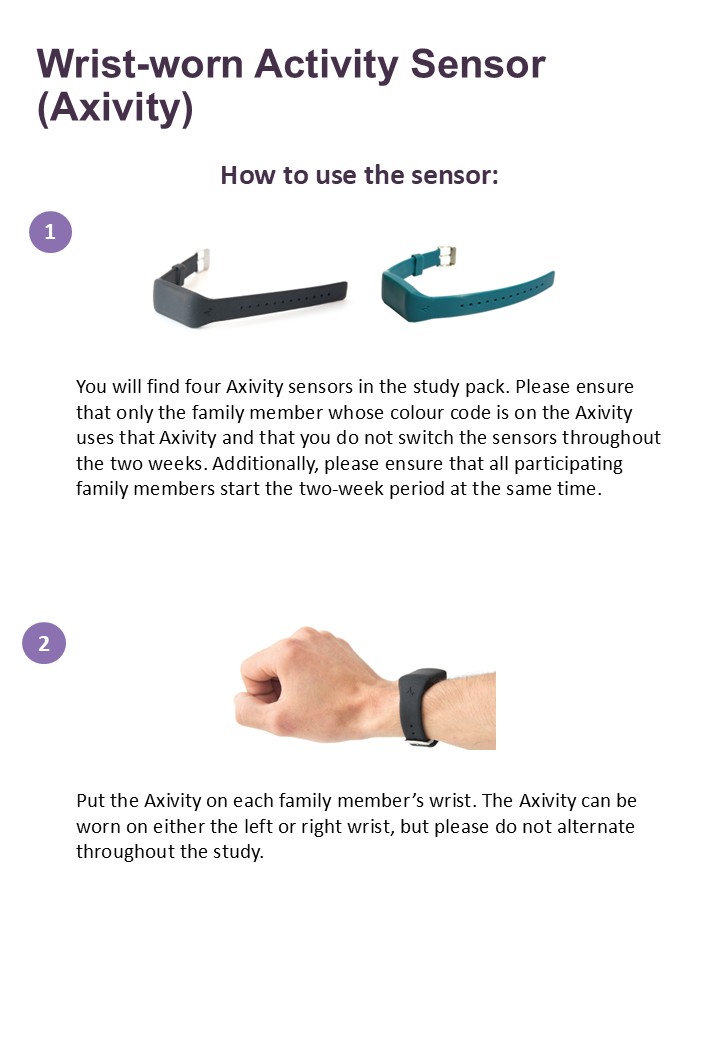 Wrist-worn Activity Sensor
(Axivity)
How to use the sensor:
1
You will find four Axivity sensors in the study pack. Please ensure
that only the family member whose colour code is on the Axivity
uses that Axivity and that you do not switch the sensors throughout
the two weeks. Additionally, please ensure that all participating
family members start the two-week period at the same time.
2
Put the Axivity on each family member’s wrist. The Axivity can be
worn on either the left or right wrist, but please do not alternate
throughout the study.